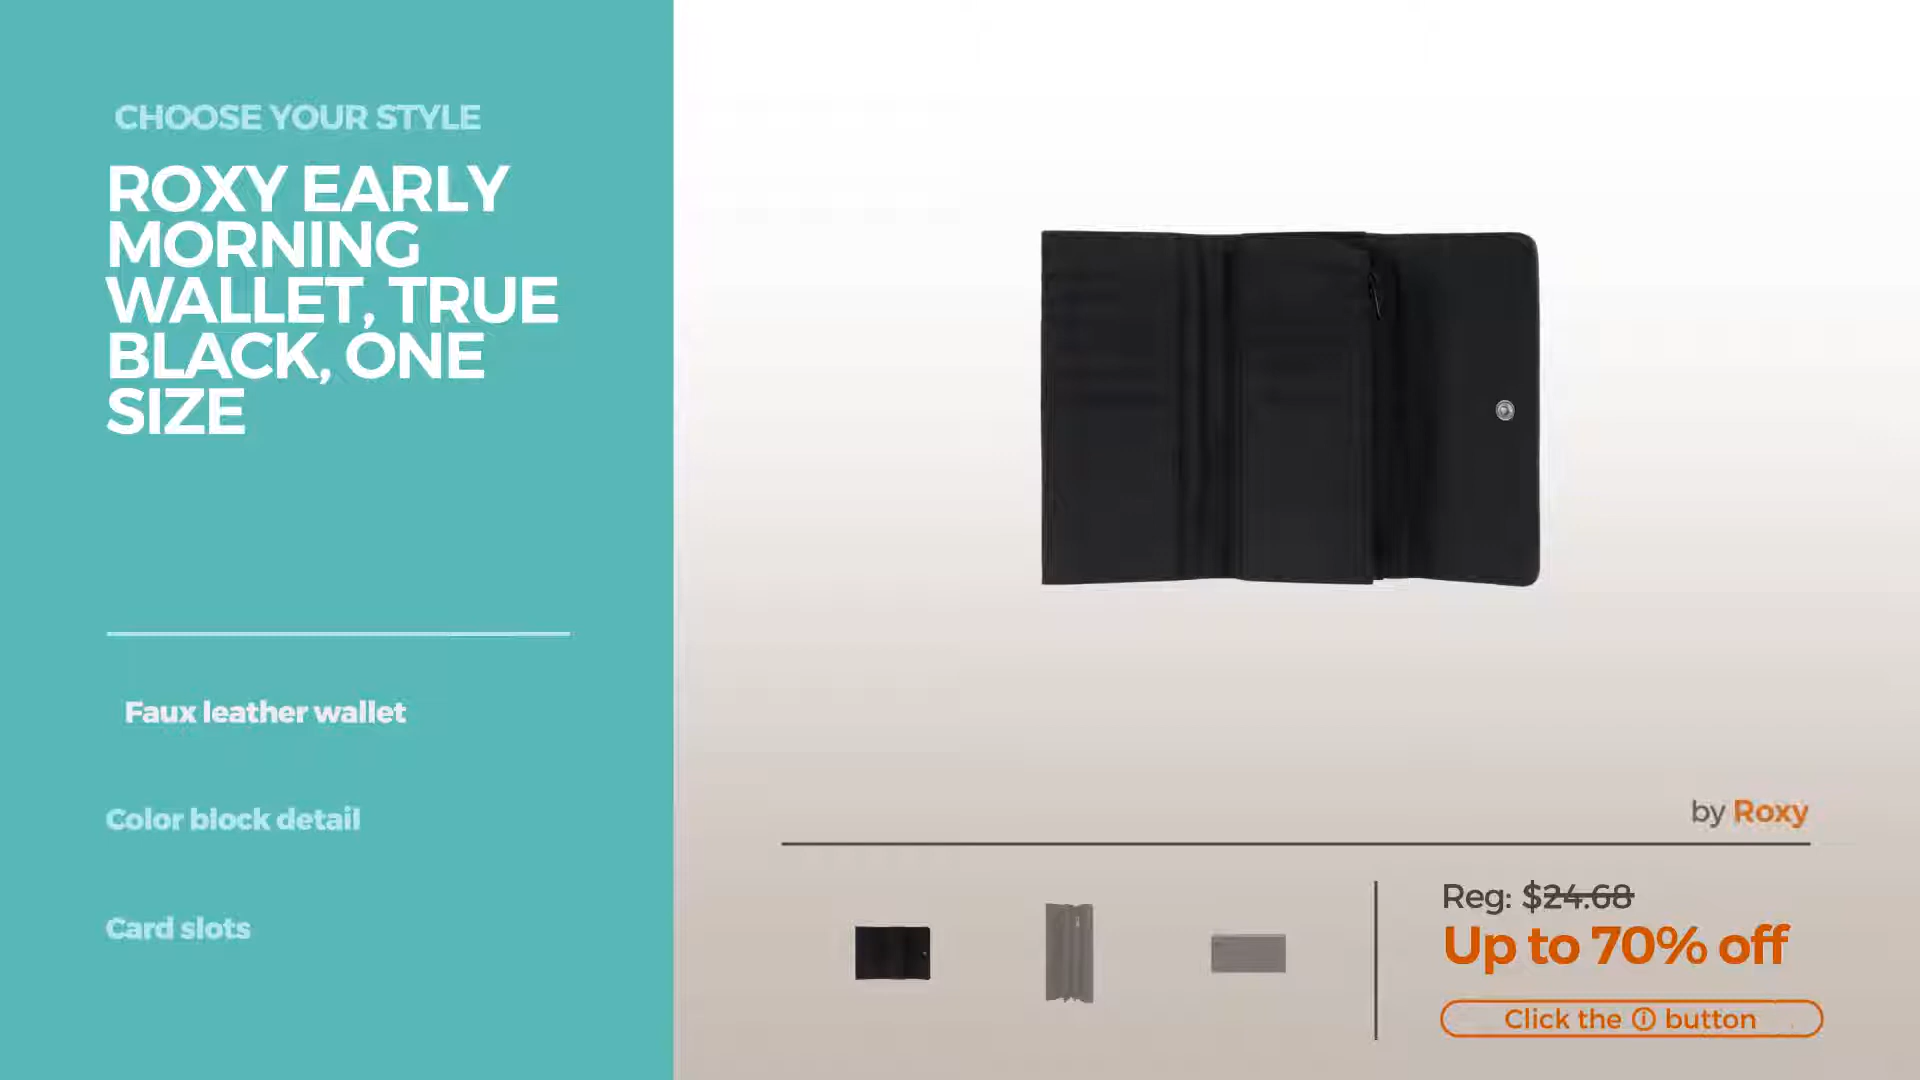 CHOOSE YOUR STYLE
ROXY EARLY
MORNING
WALLET, TRUE
BLACK, ONE
SIZE
Faux leather wallet
Color block detail
Card slots
by Roxy
Reg: $24.68
Up to 70% off
Click the ⓘ button